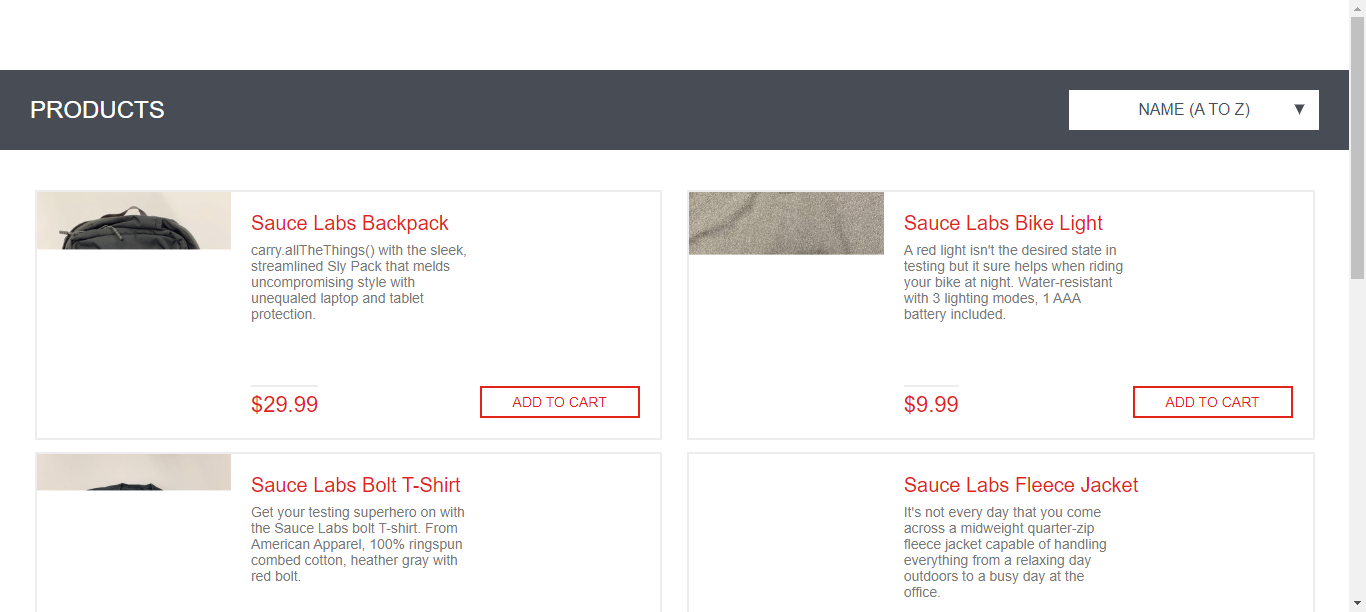 PRODUCTS
NAME (A TO Z) ▼
Sauce Labs Backpack
carry.allTheThings() with the sleek,
streamlined Sly Pack that melds
uncompromising style with
unequaled laptop and tablet
protection.
$29.99
ADD TO CART
Sauce Labs Bike Light
A red light isn't the desired state in
testing but it sure helps when riding
your bike at night. Water-resistant
with 3 lighting modes, 1 AAA
battery included.
$9.99
ADD TO CART
Sauce Labs Bolt T-Shirt
Get your testing superhero on with
the Sauce Labs bolt T-shirt. From
American Apparel, 100% ringspun
combed cotton, heather gray with
red bolt.
Sauce Labs Fleece Jacket
It's not every day that you come
across a midweight quarter-zip
fleece jacket capable of handling
everything from a relaxing day
outdoors to a busy day at the
office.